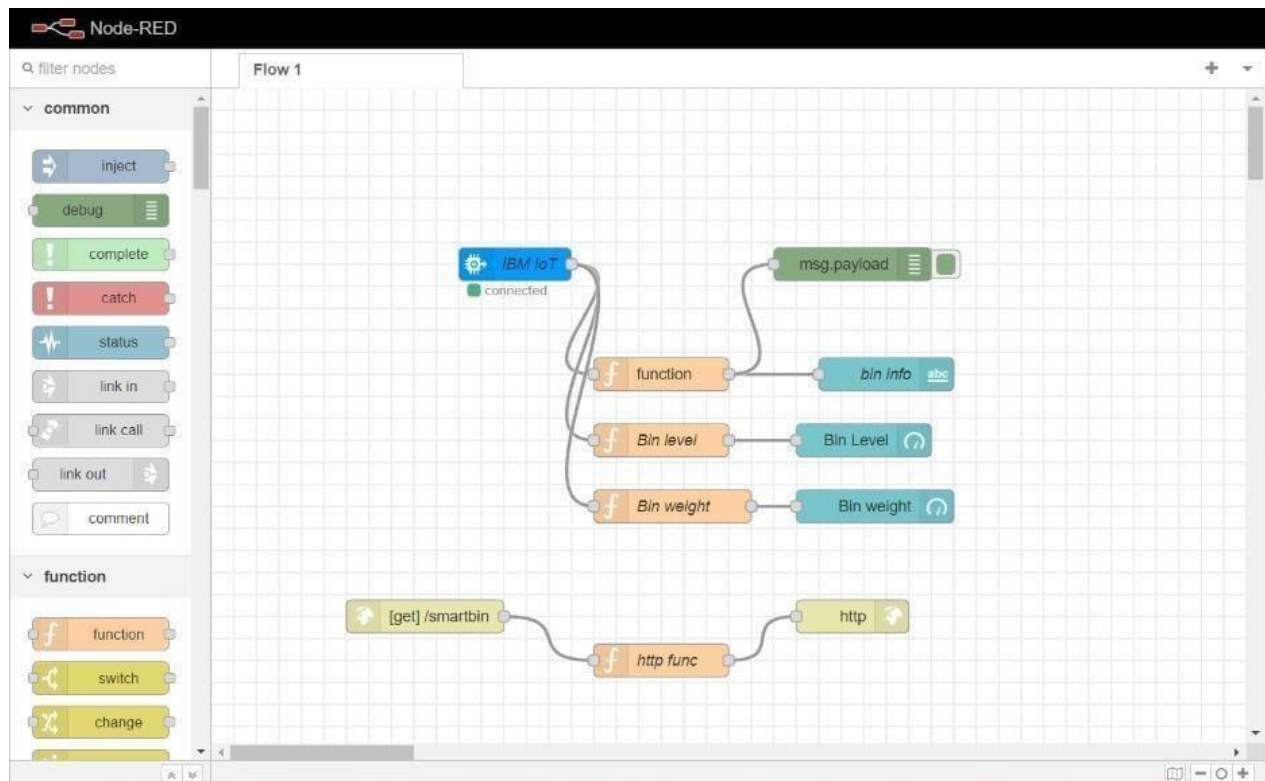 Node-RED
filter nodes
Flow 1
common
inject
debug
complete
catch
status
link in
link call
link out
comment
function
function
switch
change
IBM IoT
connected
msg.payload
function
bin info
abc
Bin level
Bin Level
Bin weight
Bin weight
[get] /smartbin
http
http func